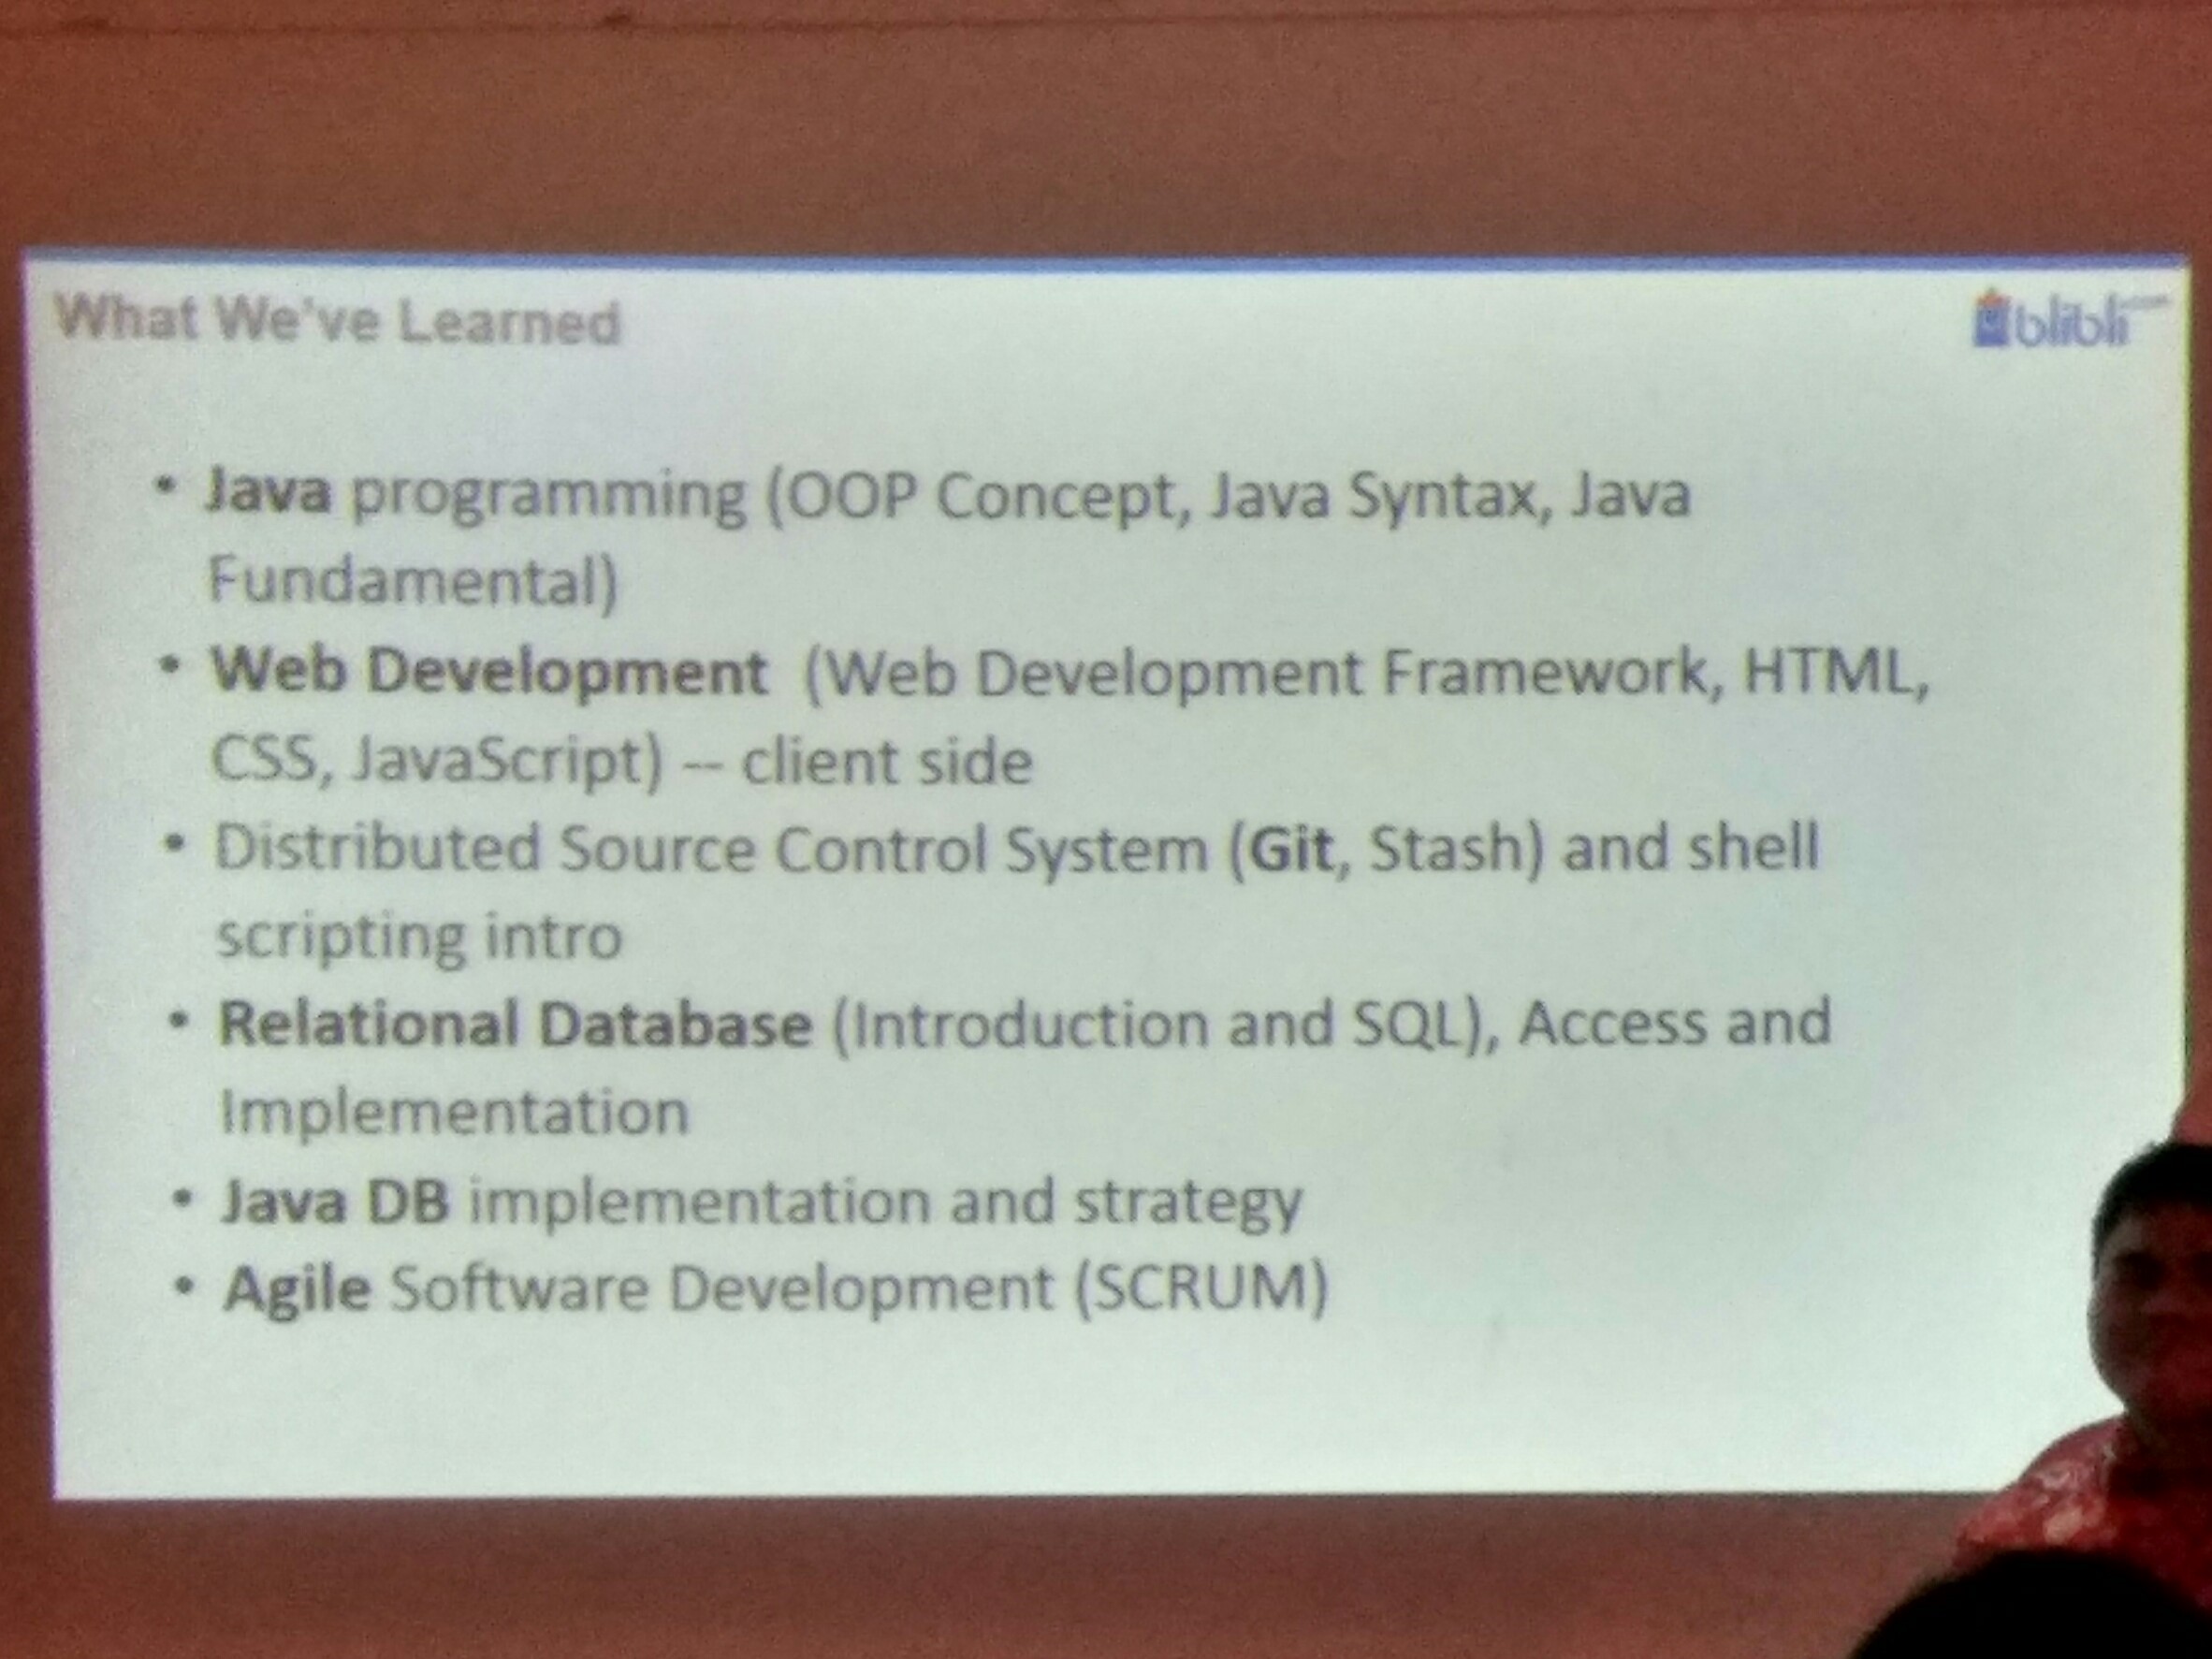 What We've Learned
blibli
• Java programming (OOP Concept, Java Syntax, Java
Fundamental)
• Web Development (Web Development Framework, HTML,
CSS, JavaScript) -- client side
• Distributed Source Control System (Git, Stash) and shell
scripting intro
• Relational Database (Introduction and SQL), Access and
Implementation
• Java DB implementation and strategy
• Agile Software Development (SCRUM)